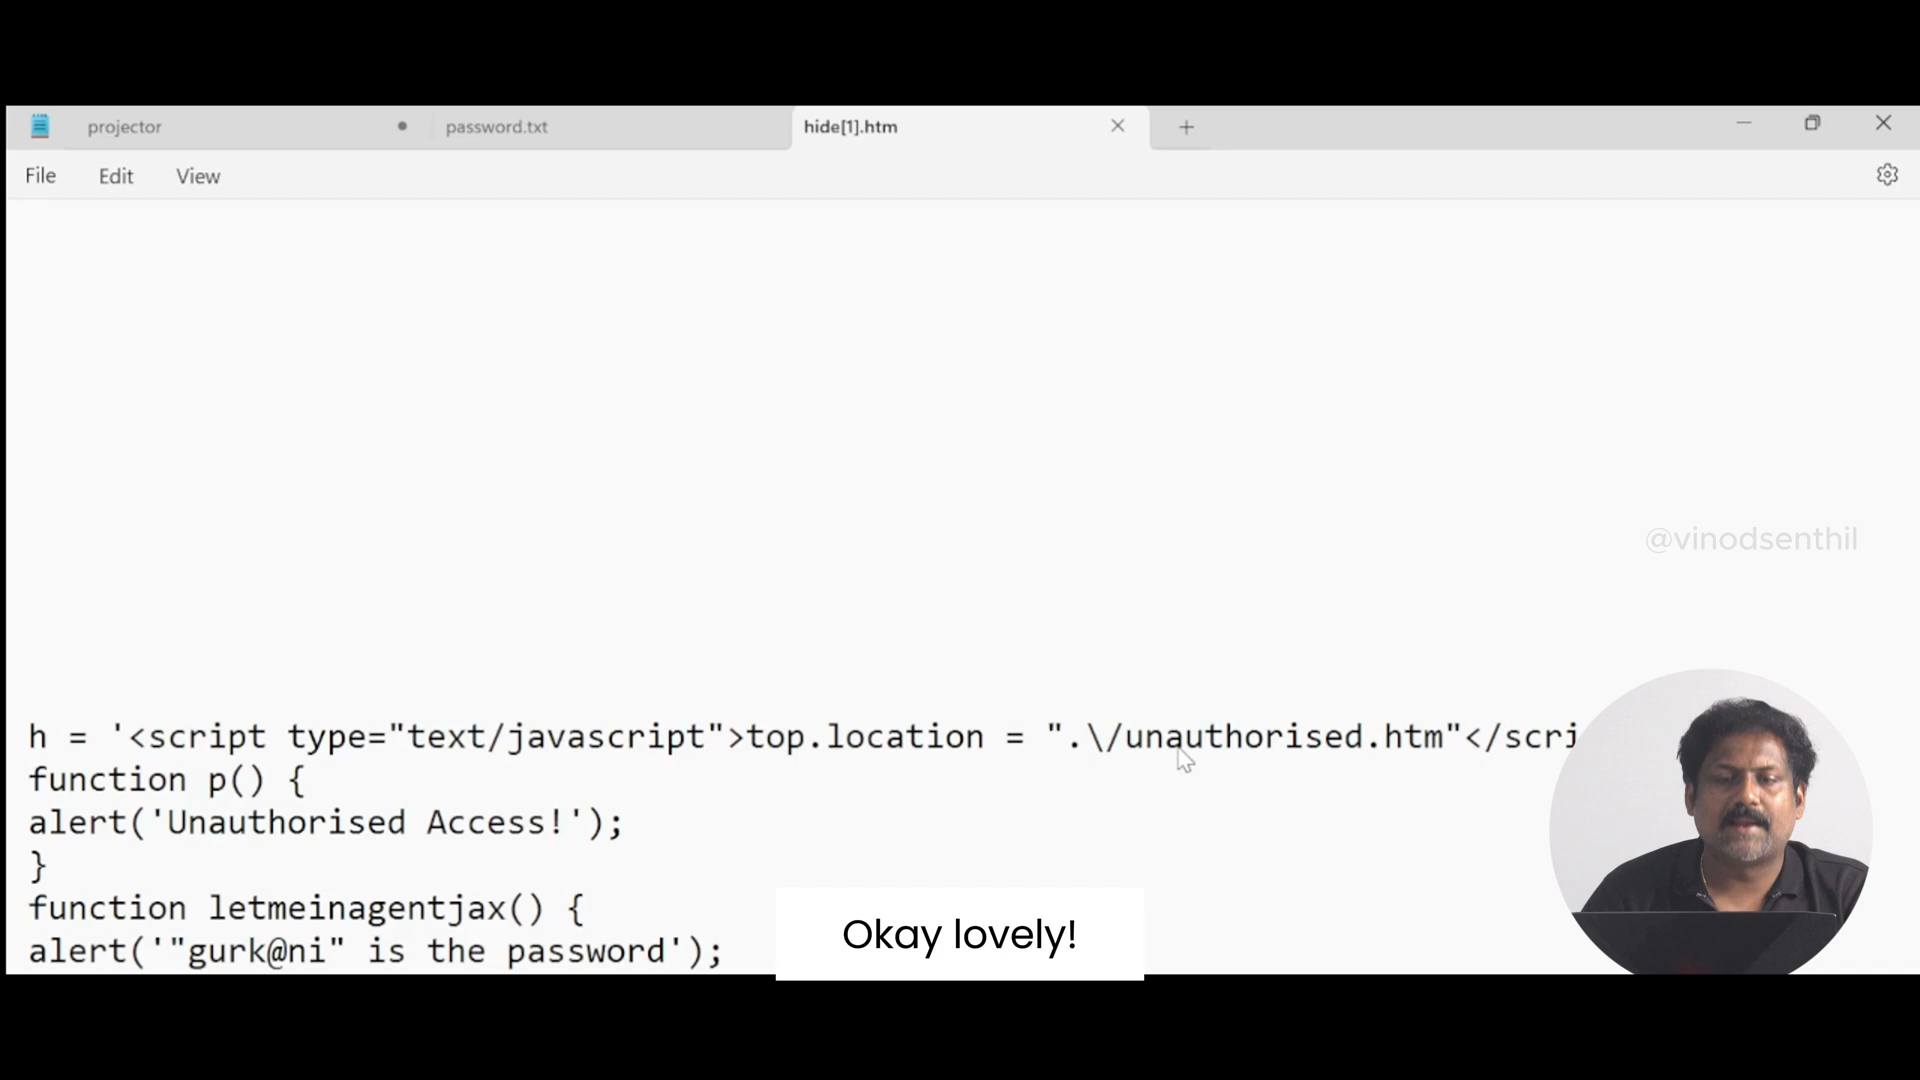 projector
password.txt
hide[1].htm
File Edit View
@vinodsenthil
h = '<script type="text/javascript">top.location = ".\/unauthorised.htm"</scri
function p() {
alert('Unauthorised Access!');
}
function letmeinagentjax() {
alert('"gurk@ni" is the password');
Okay lovely!